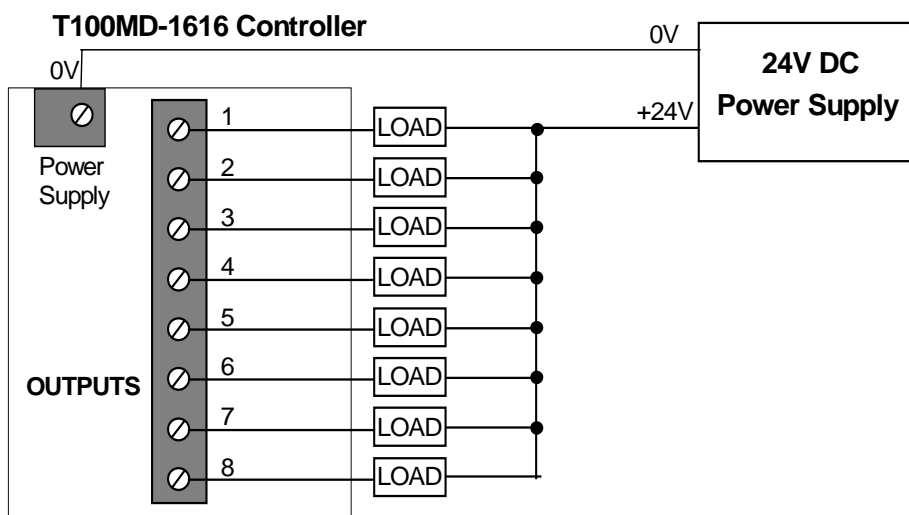 T100MD-1616 Controller
0V
0V
24V DC
Power Supply
+24V
Power
Supply
1 LOAD
2 LOAD
3 LOAD
4 LOAD
5 LOAD
6 LOAD
7 LOAD
8 LOAD
OUTPUTS